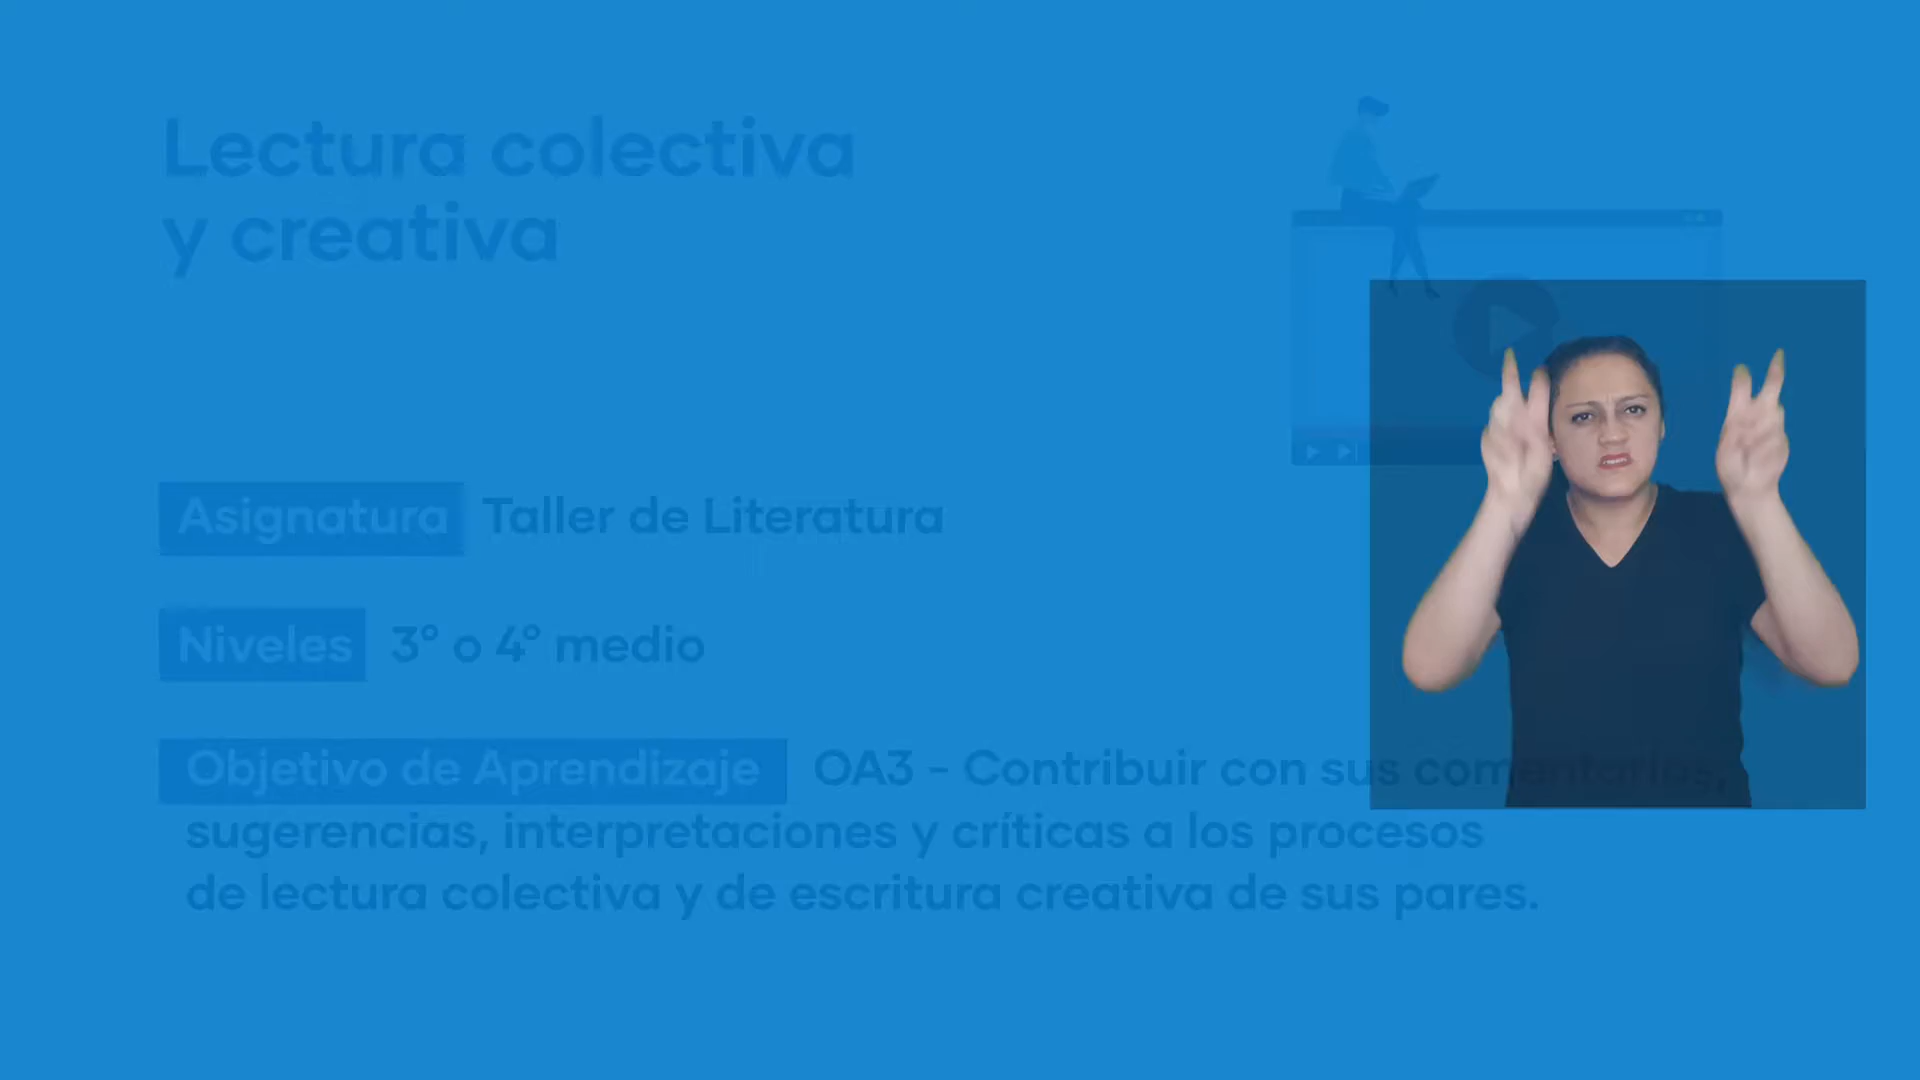 Lectura colectiva
y creativa
Asignatura Taller de Literatura
Niveles 3° o 4° medio
Objetivo de Aprendizaje OA3 - Contribuir con sus comentarios,
sugerencias, interpretaciones y críticas a los procesos
de lectura colectiva y de escritura creativa de sus pares.